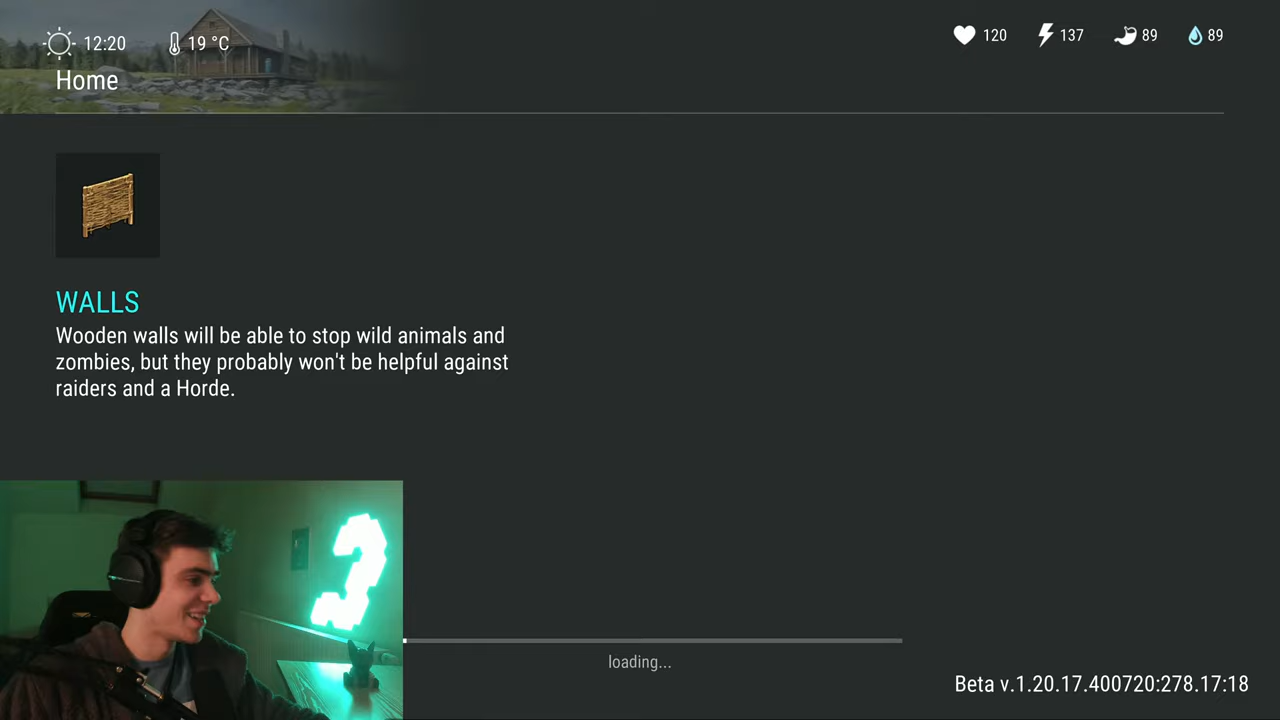 12:20
19 °C
120
137
89
89
Home
WALLS
Wooden walls will be able to stop wild animals and
zombies, but they probably won't be helpful against
raiders and a Horde.
loading...
Beta v.1.20.17.400720:278.17:18